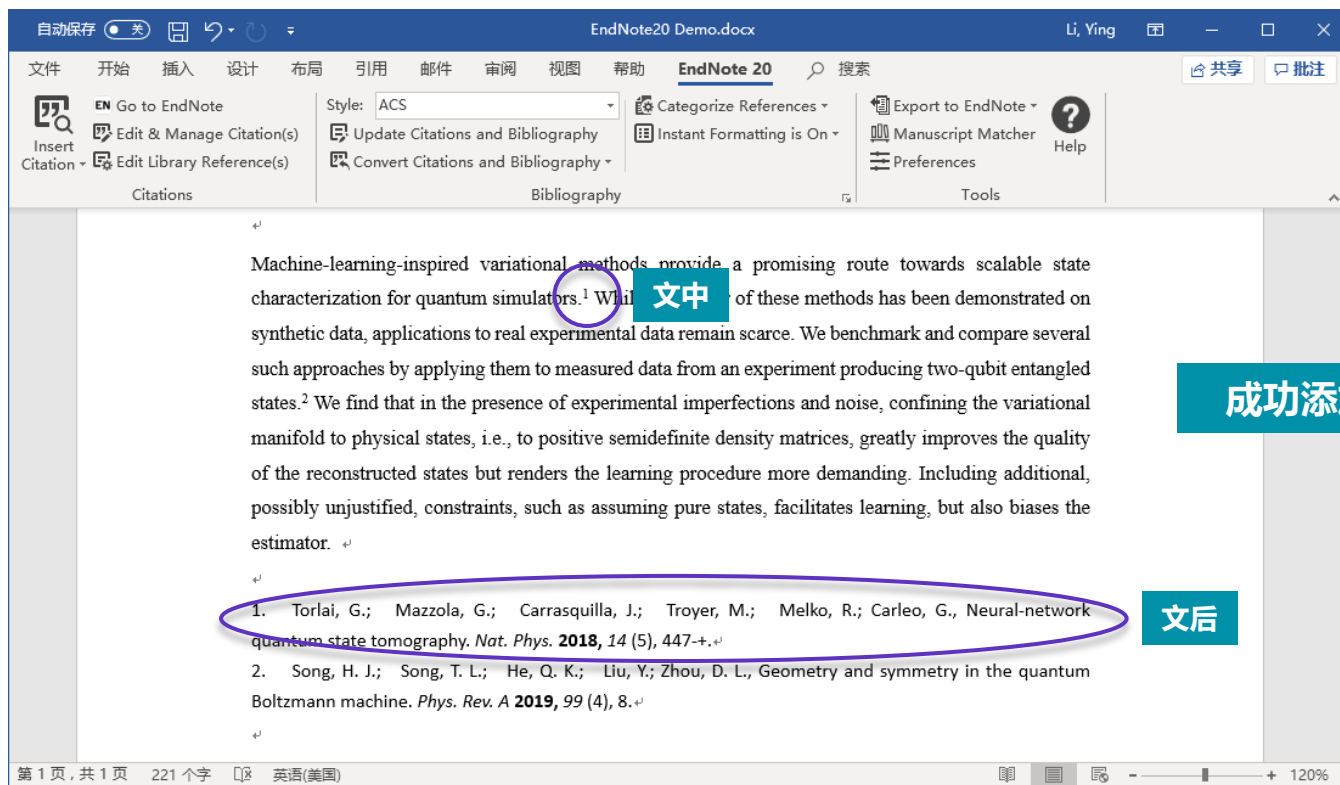 自动保存 关 EndNote20 Demo.docx Li, Ying
文件 开始 插入 设计 布局 引用 邮件 审阅 视图 帮助 EndNote 20 搜索 共享 批注
Insert Citation
EN Go to EndNote
Edit & Manage Citation(s)
Edit Library Reference(s)
Citations
Style: ACS
Update Citations and Bibliography
Convert Citations and Bibliography
Categorize References
Instant Formatting is On
Bibliography
Export to EndNote
Manuscript Matcher
Preferences
Help
Tools
Machine-learning-inspired variational methods provide a promising route towards scalable state
characterization for quantum simulators.¹ Whil 文中 of these methods has been demonstrated on
synthetic data, applications to real experimental data remain scarce. We benchmark and compare several
such approaches by applying them to measured data from an experiment producing two-qubit entangled
states.² We find that in the presence of experimental imperfections and noise, confining the variational
manifold to physical states, i.e., to positive semidefinite density matrices, greatly improves the quality
of the reconstructed states but renders the learning procedure more demanding. Including additional,
possibly unjustified, constraints, such as assuming pure states, facilitates learning, but also biases the
estimator.
成功添
1. Torlai, G.; Mazzola, G.; Carrasquilla, J.; Troyer, M.; Melko, R.; Carleo, G., Neural-network
quantum state tomography. Nat. Phys. 2018, 14 (5), 447-+.
文后
2. Song, H. J.; Song, T. L.; He, Q. K.; Liu, Y.; Zhou, D. L., Geometry and symmetry in the quantum
Boltzmann machine. Phys. Rev. A 2019, 99 (4), 8.
第 1 页，共 1 页 221 个字 英语(美国) 120%